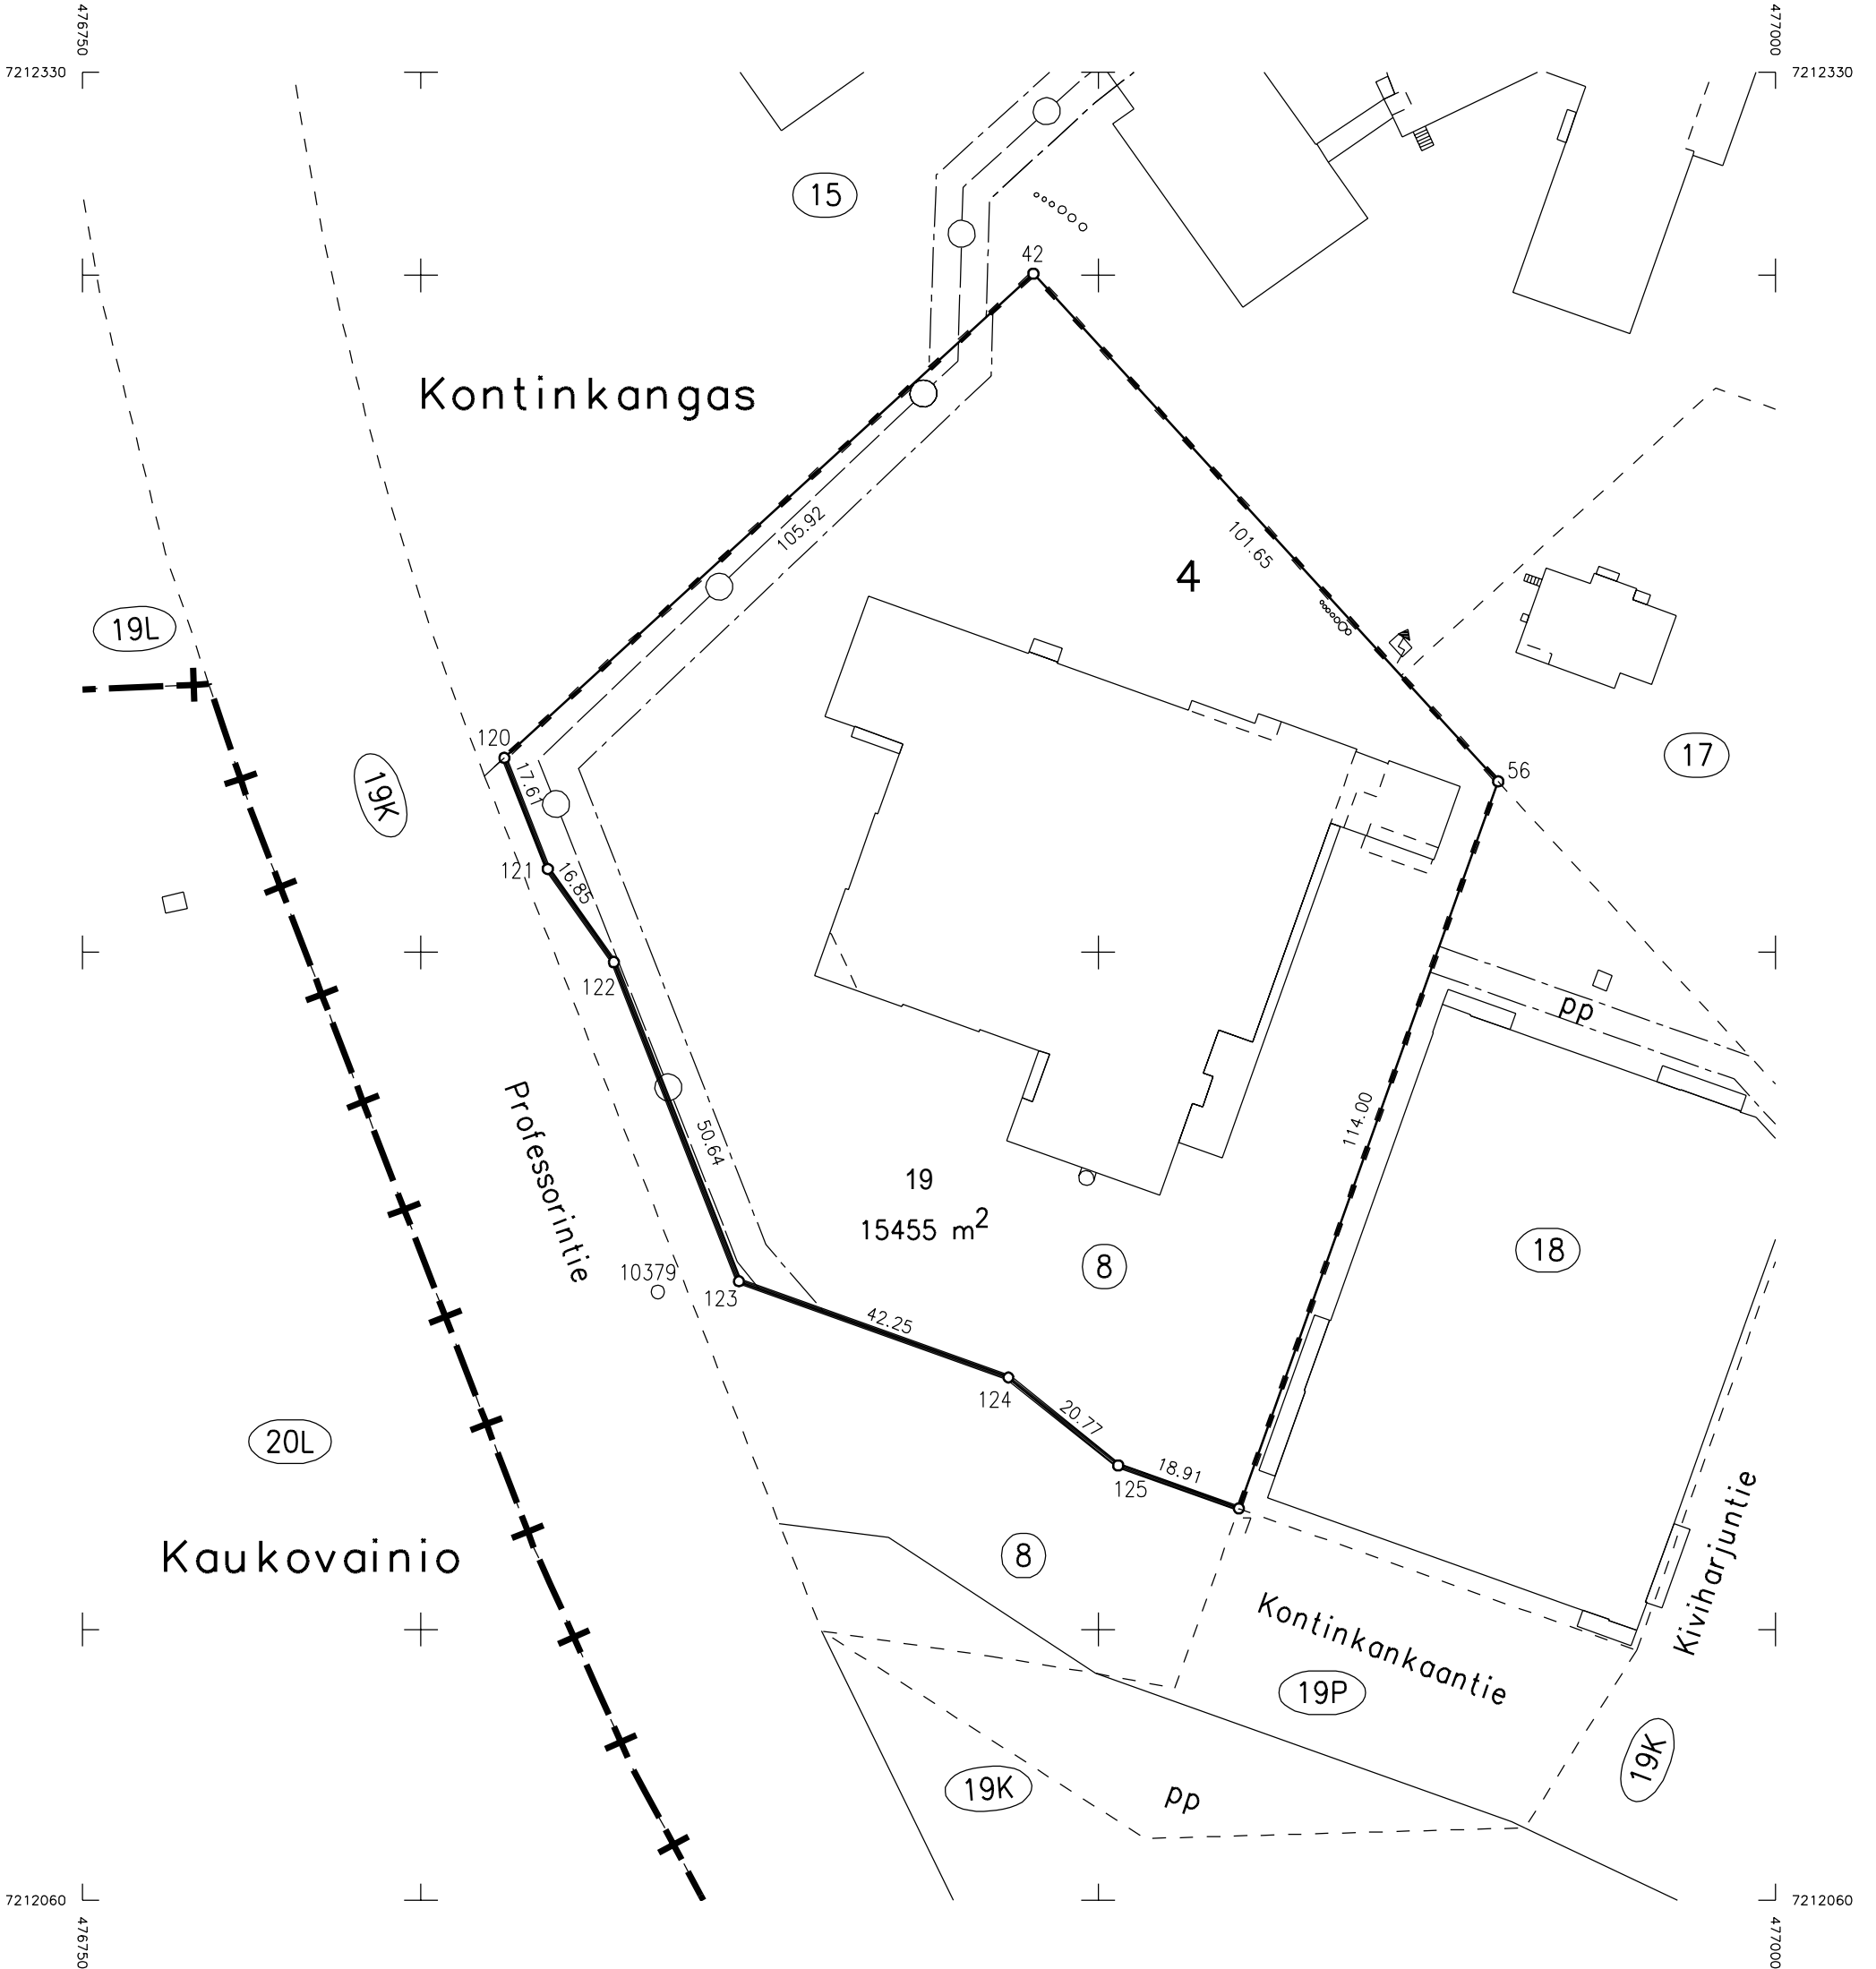 476750
477000
7212330
7212330
15
42
Kontinkangas
105.92
101.65
4
19L
17
120
56
17.61
19K
121
16.85
122
pp
Professorintie
50.64
114.00
19
15455 m2
18
8
10379
123
42.25
124
20.77
20L
18.91
125
Kiviharjuntie
8
Kaukovainio
Kontinkankaantie
19P
19K
19K
pp
7212060
7212060
476750
477000